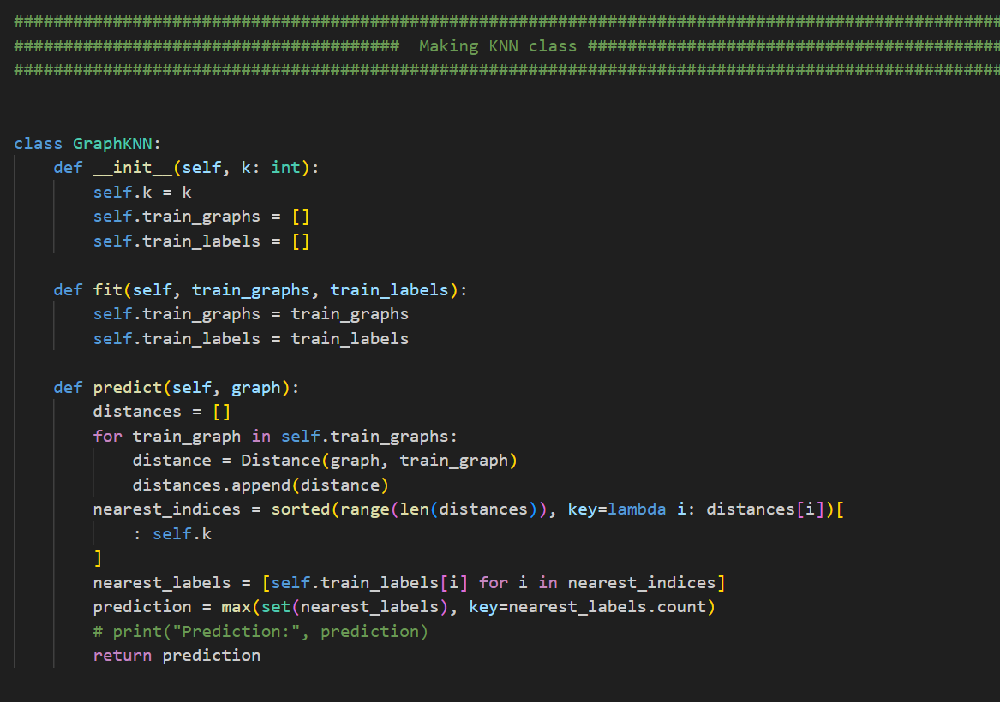 ####################################################################################################
#######################################  Making KNN class ##########################################
####################################################################################################
class GraphKNN:
    def __init__(self, k: int):
        self.k = k
        self.train_graphs = []
        self.train_labels = []
    def fit(self, train_graphs, train_labels):
        self.train_graphs = train_graphs
        self.train_labels = train_labels
    def predict(self, graph):
        distances = []
        for train_graph in self.train_graphs:
            distance = Distance(graph, train_graph)
            distances.append(distance)
        nearest_indices = sorted(range(len(distances)), key=lambda i: distances[i])[
            : self.k
        ]
        nearest_labels = [self.train_labels[i] for i in nearest_indices]
        prediction = max(set(nearest_labels), key=nearest_labels.count)
        # print("Prediction:", prediction)
        return prediction